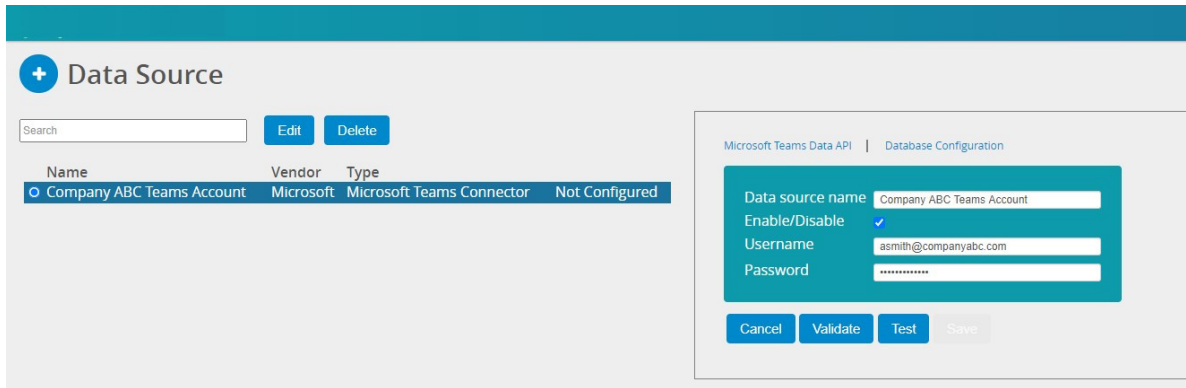 + Data Source
Search
Edit
Delete
Name Vendor Type
Company ABC Teams Account Microsoft Microsoft Teams Connector Not Configured
Microsoft Teams Data API | Database Configuration
Data source name Company ABC Teams Account
Enable/Disable
Username asmith@companyabc.com
Password •••••••••••••
Cancel
Validate
Test
Save